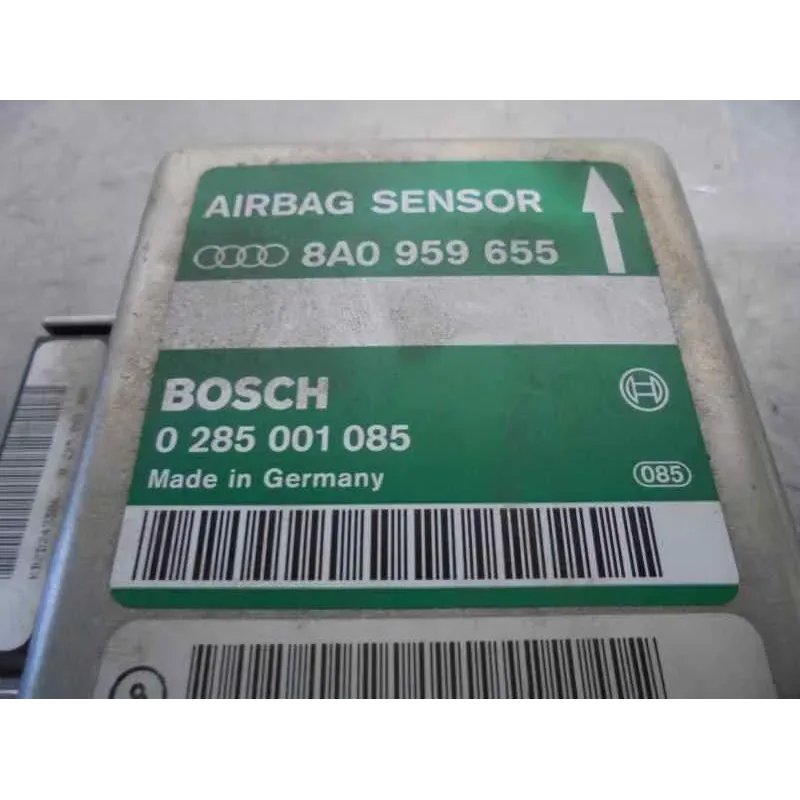 AIRBAG SENSOR
8A0 959 655
BOSCH
0 285 001 085
Made in Germany
085